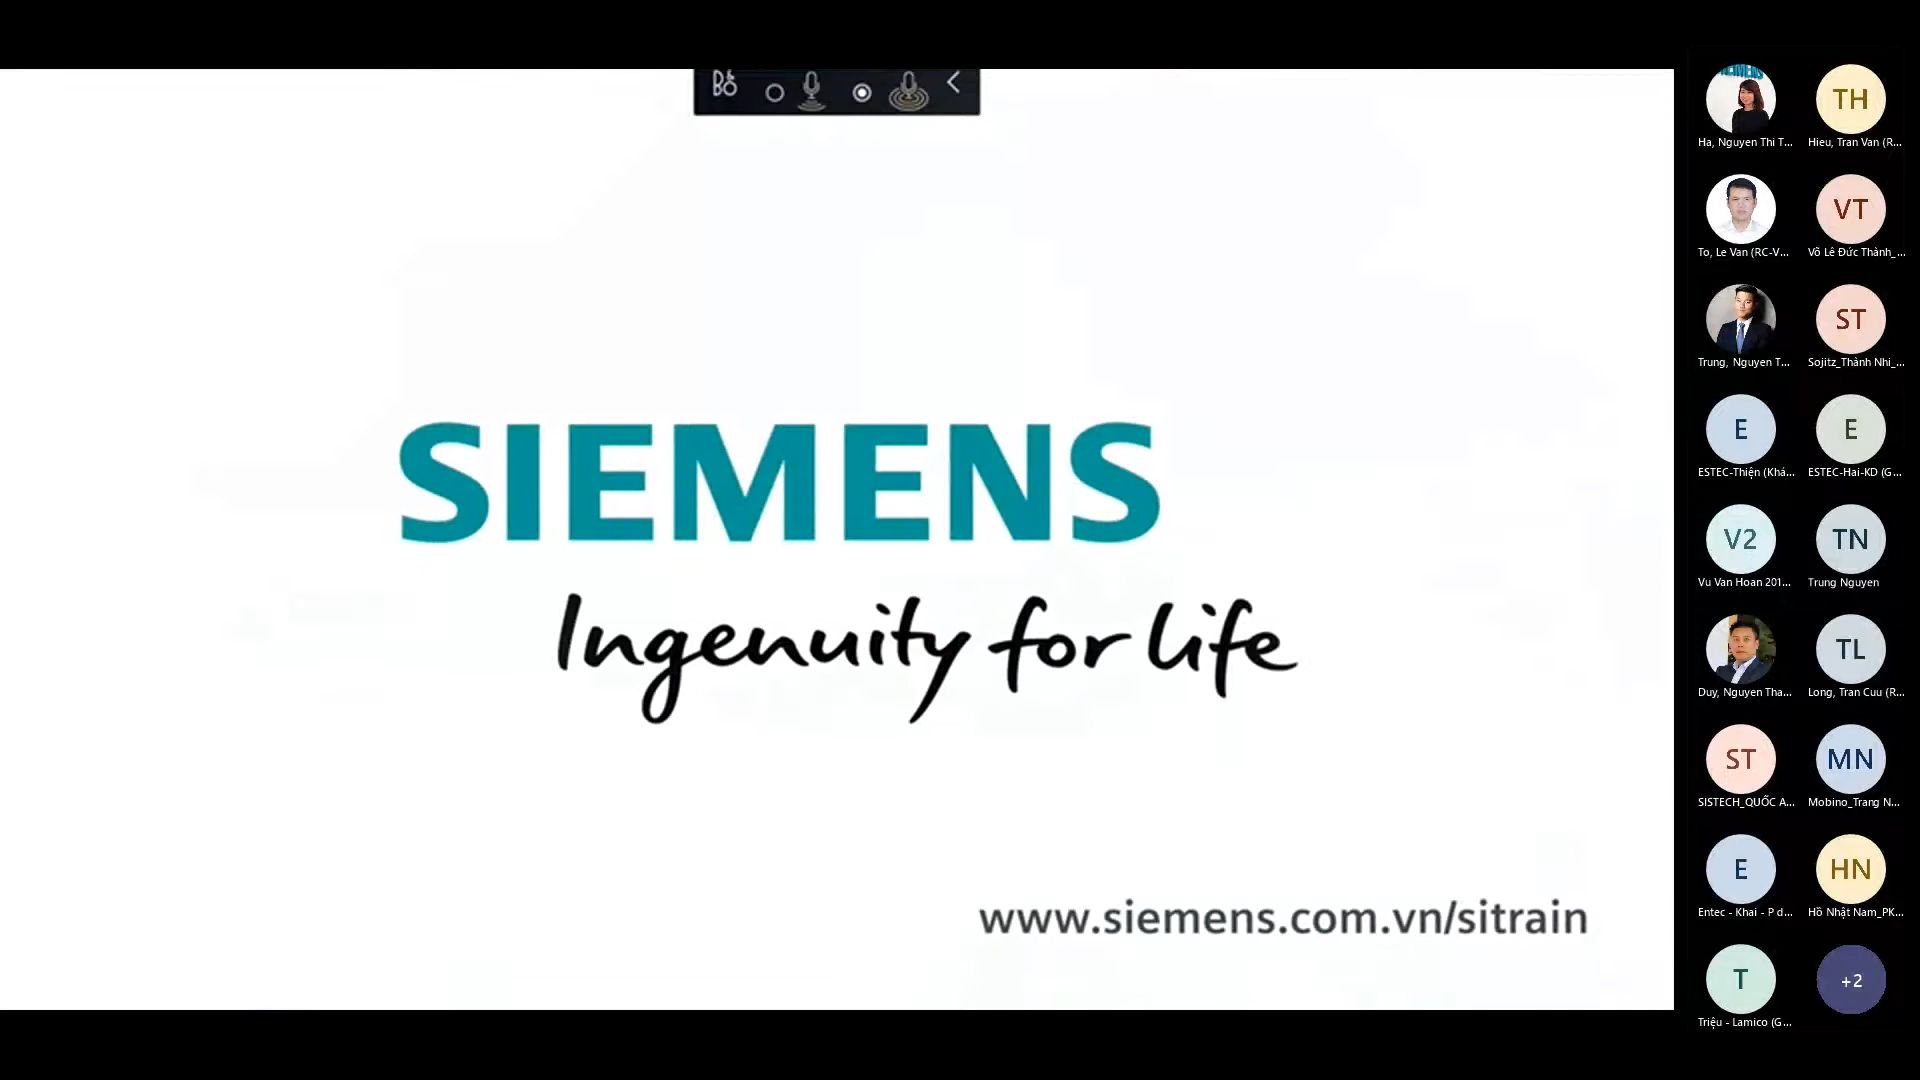 SIEMENS
Ingenuity for life
www.siemens.com.vn/sitrain
Ha, Nguyen Thi T...
TH
Hieu, Tran Van (R...
To, Le Van (RC-V...
VT
Võ Lê Đức Thành_...
Trung, Nguyen T...
ST
Sojitz_Thành Nhi_...
E
ESTEC-Thiện (Khá...
E
ESTEC-Hai-KD (G...
V2
Vu Van Hoan 201...
TN
Trung Nguyen
Duy, Nguyen Tha...
TL
Long, Tran Cuu (R...
ST
SISTECH_QUỐC A...
MN
Mobino_Trang N...
E
Entec - Khai - P d...
HN
Hồ Nhật Nam_PK...
T
Triệu - Lamico (G...
+2